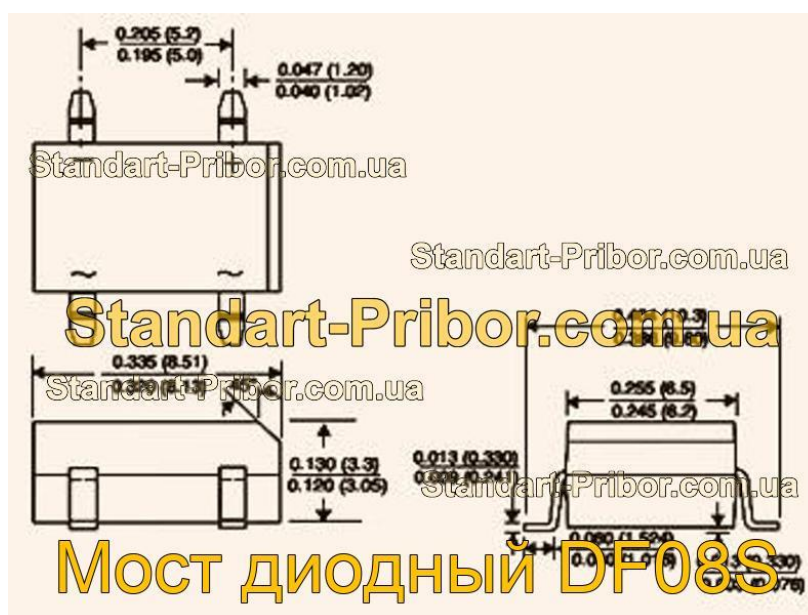 0.205 (5.2)
0.195 (5.0)
0.047 (1.20)
0.040 (1.02)
− +
Standart-Pribor.com.ua
Standart-Pribor.com.ua
~ ~
Standart-Pribor.com.ua
0.335 (8.51)
Standart-Pribor.com.ua
45°
0.255 (6.5)
0.245 (6.2)
0.130 (3.3)
0.120 (3.05)
0.013 (0.330)
Standart-Pribor.com.ua
0.060 (1.524)
Мост диодный DF08S